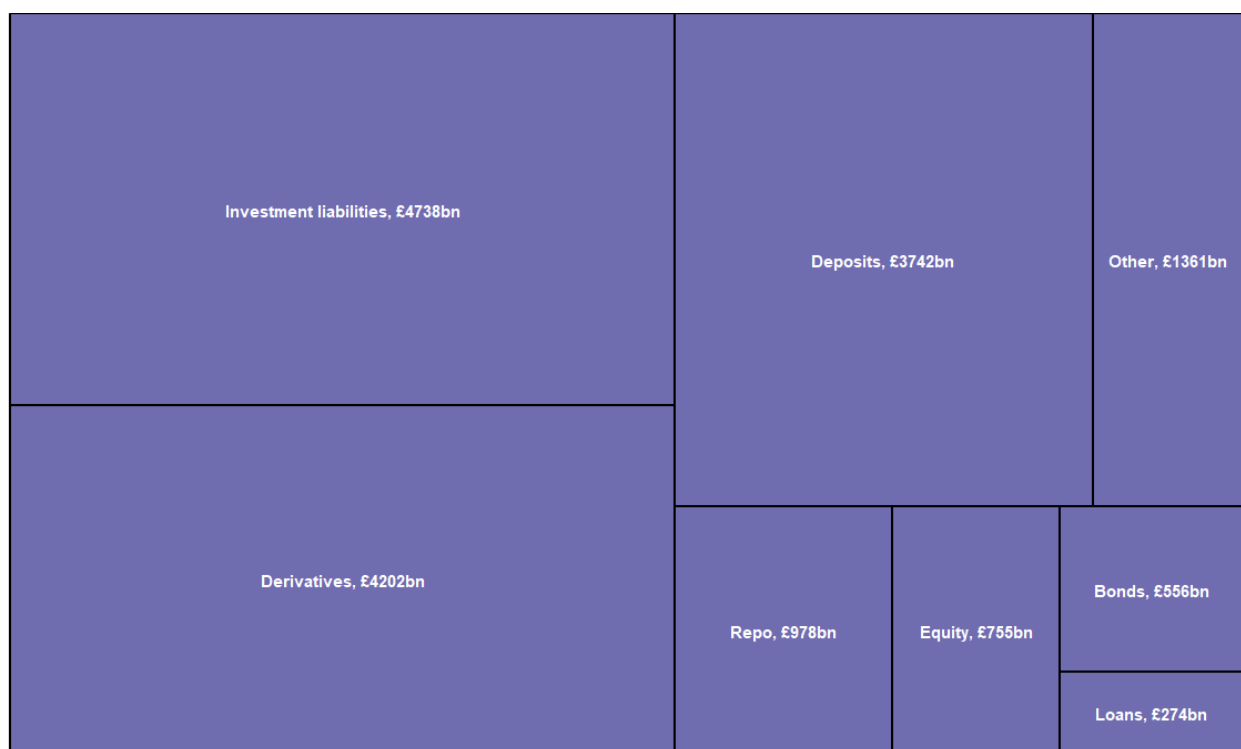 Investment liabilities, £4738bn
Deposits, £3742bn
Other, £1361bn
Derivatives, £4202bn
Repo, £978bn
Equity, £755bn
Bonds, £556bn
Loans, £274bn